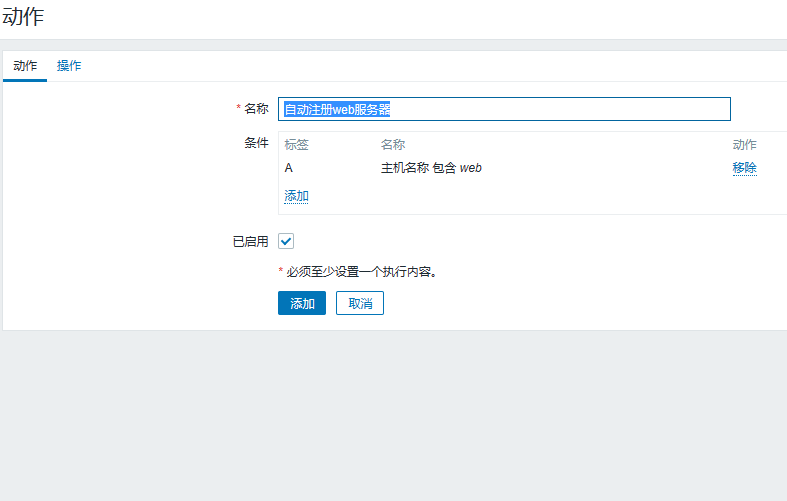 动作
动作 操作
* 名称 自动注册web服务器
条件 标签 名称 动作
A 主机名称 包含 web 移除
添加
已启用
* 必须至少设置一个执行内容。
添加 取消